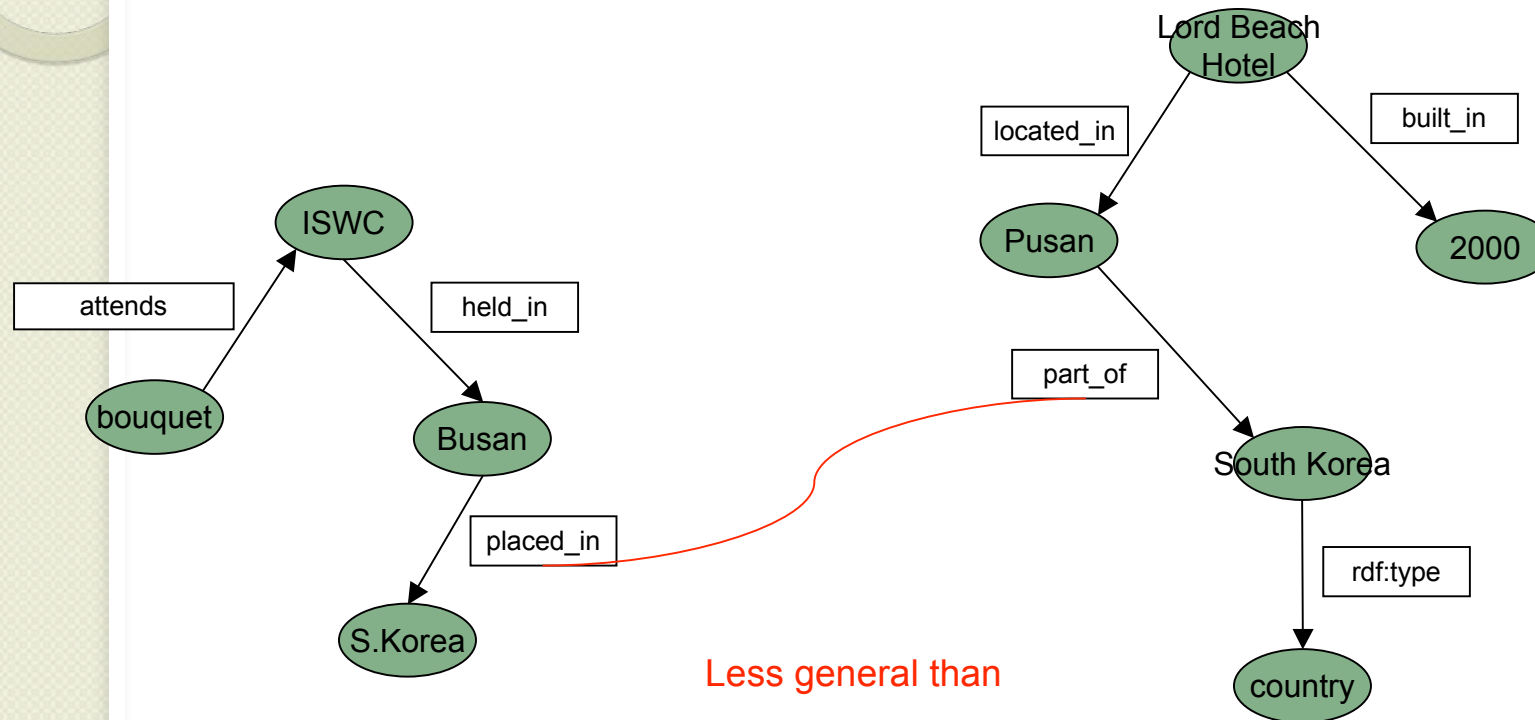 Lord Beach
Hotel
located_in
built_in
ISWC
Pusan
2000
attends
held_in
part_of
bouquet
Busan
South Korea
placed_in
rdf:type
S.Korea
Less general than
country